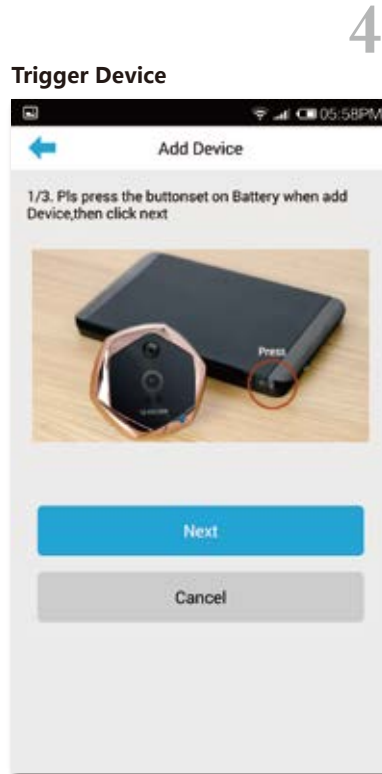 4
Trigger Device
05:58PM
Add Device
1/3. Pls press the buttonset on Battery when add
Device,then click next
Press
Next
Cancel